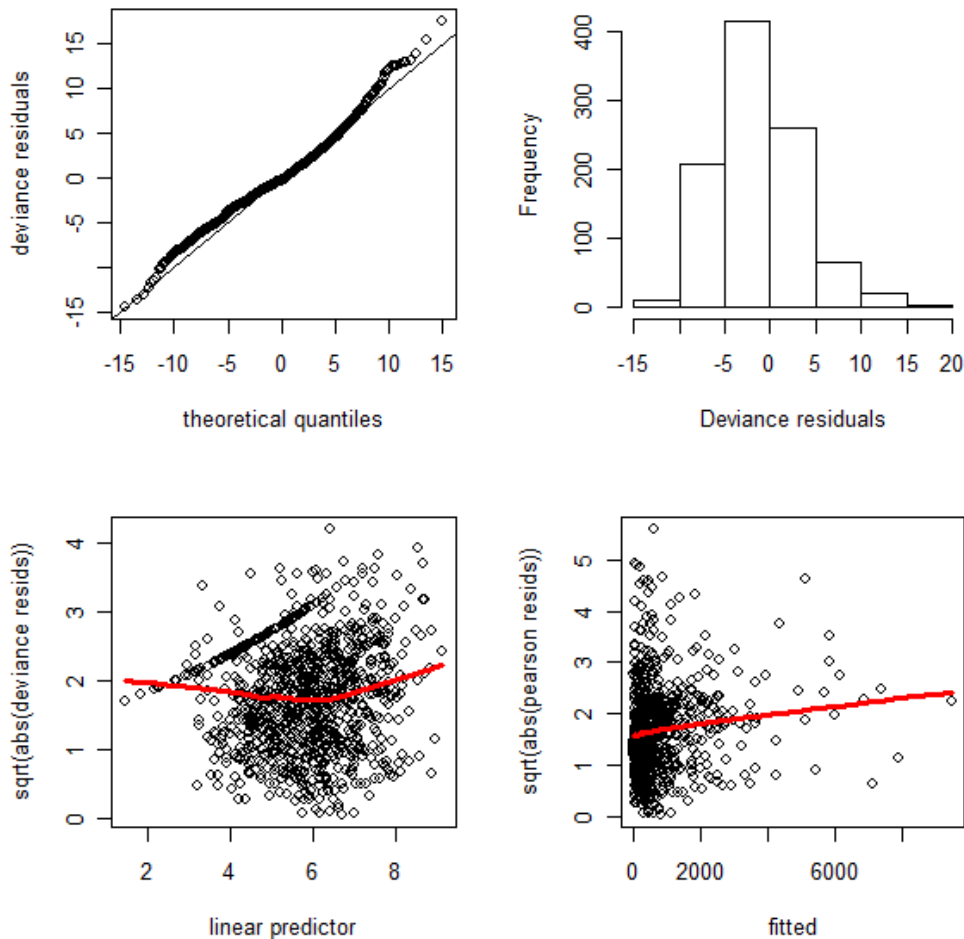 deviance residuals
15
10
5
0
-5
-15
-15 -10 -5 0 5 10 15
theoretical quantiles
Frequency
400
300
200
100
0
-15 -5 0 5 10 15 20
Deviance residuals
sqrt(abs(deviance resids))
4
3
2
1
0
2 4 6 8
linear predictor
sqrt(abs(pearson resids))
5
4
3
2
1
0
0 2000 6000
fitted